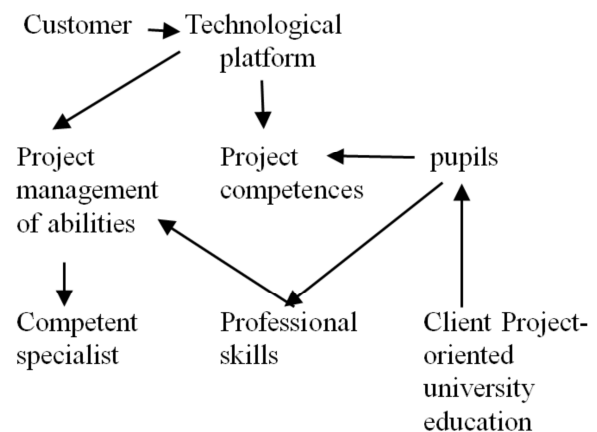 Customer
Technological
platform
Project
management
of abilities
Project
competences
pupils
Competent
specialist
Professional
skills
Client Project-
oriented
university
education